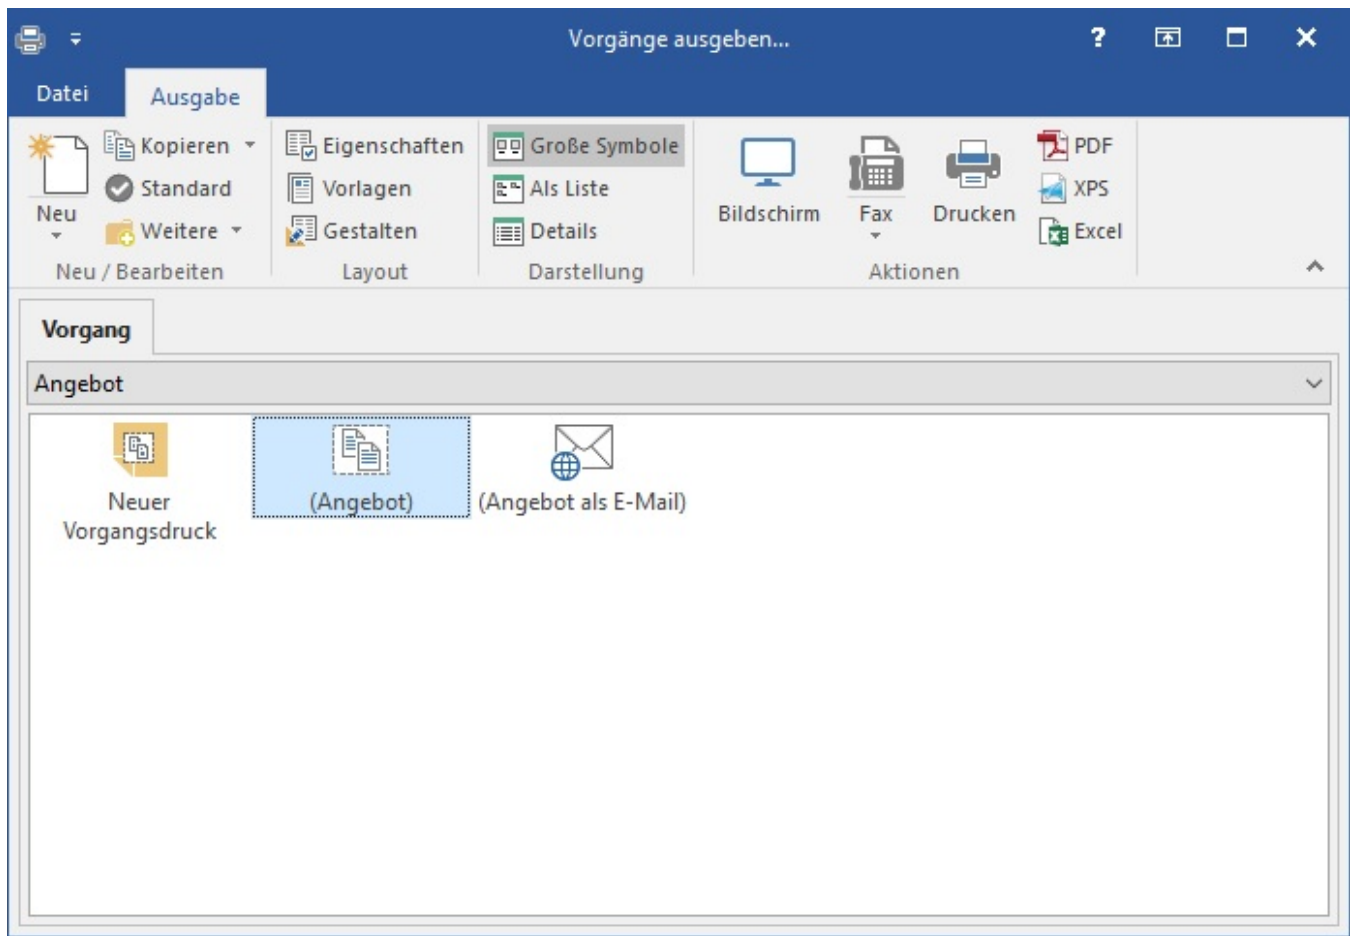 Vorgänge ausgeben...
?
Datei Ausgabe
Kopieren Eigenschaften Große Symbole PDF
Standard Vorlagen Als Liste XPS
Neu Bildschirm Fax Drucken
Weitere Gestalten Details Excel
Neu / Bearbeiten Layout Darstellung Aktionen
Vorgang
Angebot
Neuer (Angebot) (Angebot als E-Mail)
Vorgangsdruck